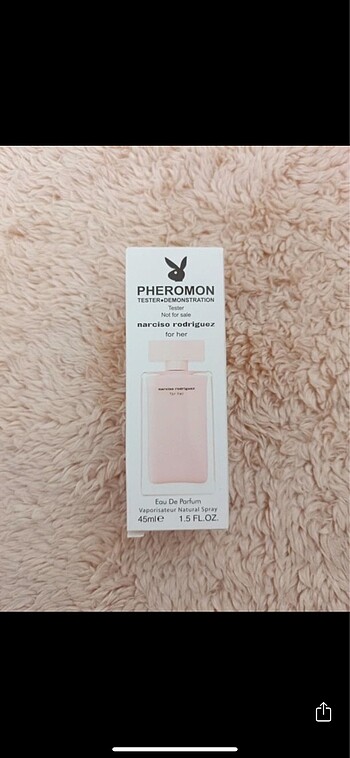 PHEROMON
TESTER•DEMONSTRATION
Tester
Not for sale
narciso rodriguez
for her
narciso rodriguez
for her
Eau De Parfum
Vaporisateur Natural Spray
45ml℮ 1.5 FL.OZ.